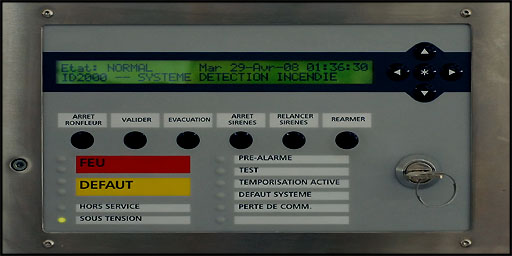 Etat: NORMAL Mar 29-Avr-08 01:36:30
ID2000 -- SYSTEME DETECTION INCENDIE
ARRET RONFLEUR
VALIDER
EVACUATION
ARRET SIRENES
RELANCER SIRENES
REARMER
FEU
DEFAUT
HORS SERVICE
SOUS TENSION
PRE-ALARME
TEST
TEMPORISATION ACTIVE
DEFAUT SYSTEME
PERTE DE COMM.